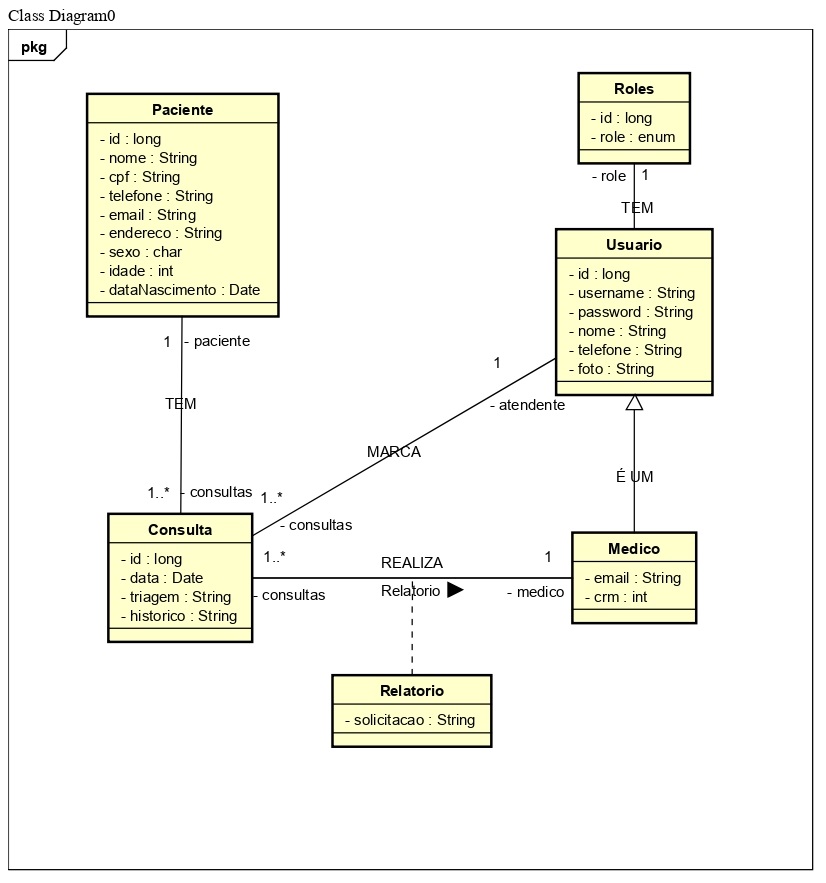 Class Diagram0
pkg
Paciente
- id : long
- nome : String
- cpf : String
- telefone : String
- email : String
- endereco : String
- sexo : char
- idade : int
- dataNascimento : Date
Roles
- id : long
- role : enum
- role 1
TEM
Usuario
- id : long
- username : String
- password : String
- nome : String
- telefone : String
- foto : String
1 - paciente
TEM
1..* - consultas
1
- atendente
MARCA
1..*
- consultas
É UM
Consulta
- id : long
- data : Date
- triagem : String
- historico : String
1..*
- consultas
REALIZA
Relatorio
1
- medico
Medico
- email : String
- crm : int
Relatorio
- solicitacao : String